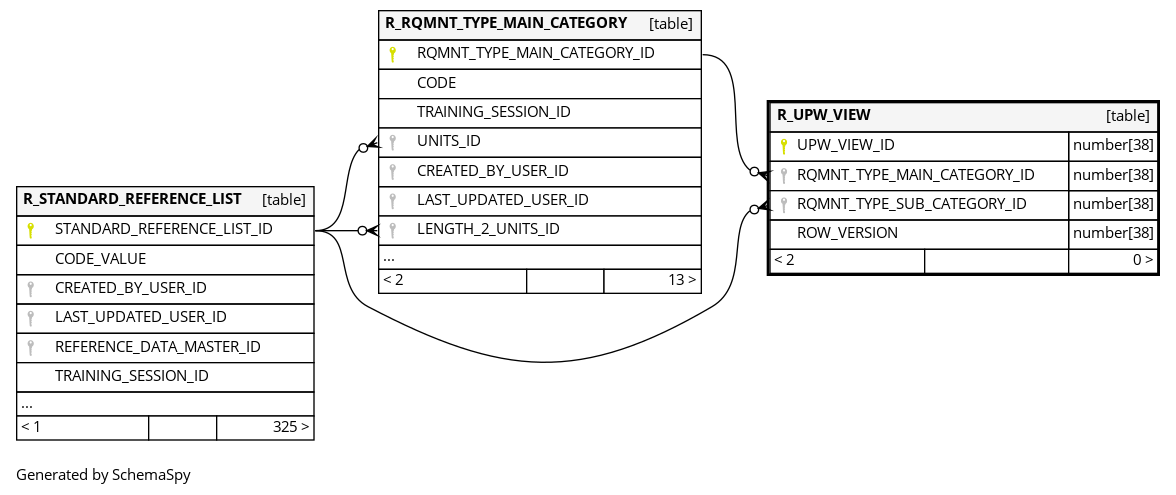 R_STANDARD_REFERENCE_LIST [table]
STANDARD_REFERENCE_LIST_ID
CODE_VALUE
CREATED_BY_USER_ID
LAST_UPDATED_USER_ID
REFERENCE_DATA_MASTER_ID
TRAINING_SESSION_ID
...
< 1 325 >
R_RQMNT_TYPE_MAIN_CATEGORY [table]
RQMNT_TYPE_MAIN_CATEGORY_ID
CODE
TRAINING_SESSION_ID
UNITS_ID
CREATED_BY_USER_ID
LAST_UPDATED_USER_ID
LENGTH_2_UNITS_ID
...
< 2 13 >
R_UPW_VIEW [table]
UPW_VIEW_ID number[38]
RQMNT_TYPE_MAIN_CATEGORY_ID number[38]
RQMNT_TYPE_SUB_CATEGORY_ID number[38]
ROW_VERSION number[38]
< 2 0 >
Generated by SchemaSpy